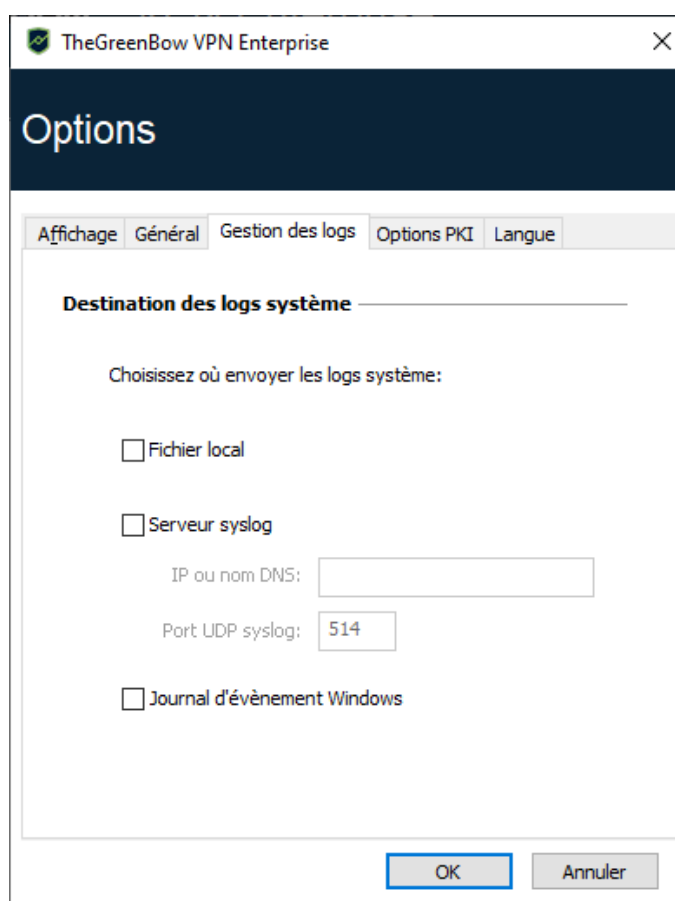 TheGreenBow VPN Enterprise
Options
Affichage Général Gestion des logs Options PKI Langue
Destination des logs système
Choisissez où envoyer les logs système:
Fichier local
Serveur syslog
IP ou nom DNS:
Port UDP syslog: 514
Journal d'évènement Windows
OK Annuler